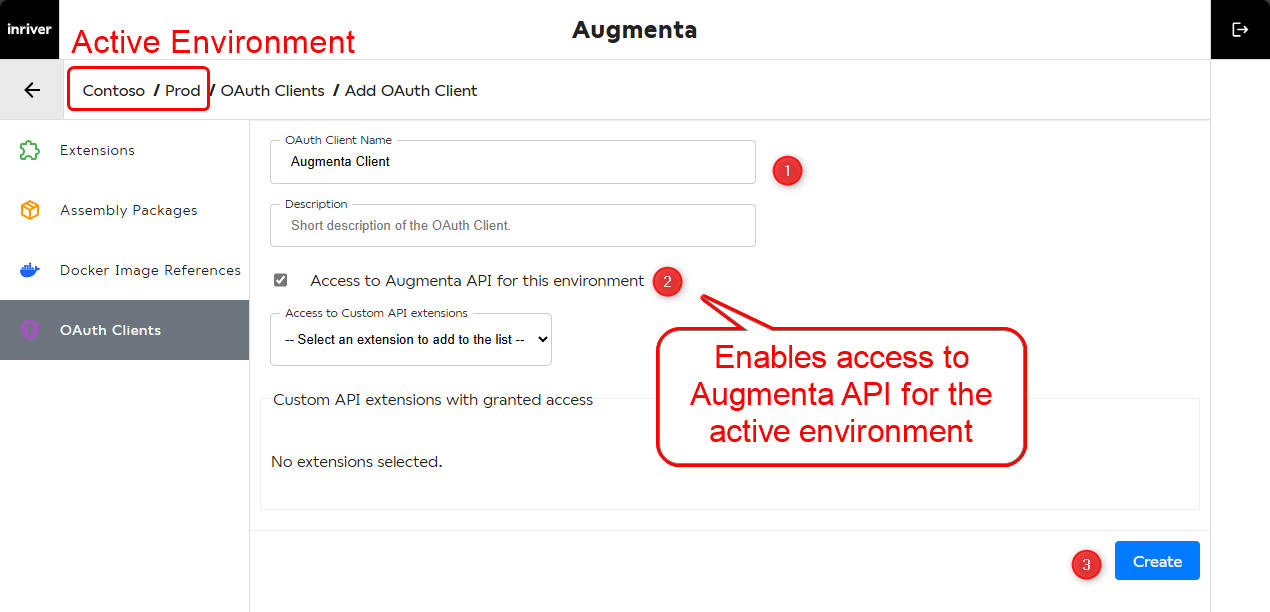 inriver
Augmenta
Active Environment
Contoso / Prod / OAuth Clients / Add OAuth Client
Extensions
Assembly Packages
Docker Image References
OAuth Clients
OAuth Client Name
Augmenta Client
1
Description
Short description of the OAuth Client.
Access to Augmenta API for this environment
2
Access to Custom API extensions
-- Select an extension to add to the list --
Enables access to
Augmenta API for the
active environment
Custom API extensions with granted access
No extensions selected.
3
Create